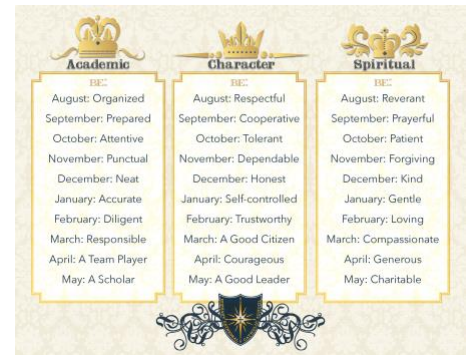 Academic
BE:
August: Organized
September: Prepared
October: Attentive
November: Punctual
December: Neat
January: Accurate
February: Diligent
March: Responsible
April: A Team Player
May: A Scholar
Character
BE:
August: Respectful
September: Cooperative
October: Tolerant
November: Dependable
December: Honest
January: Self-controlled
February: Trustworthy
March: A Good Citizen
April: Courageous
May: A Good Leader
Spiritual
BE:
August: Reverant
September: Prayerful
October: Patient
November: Forgiving
December: Kind
January: Gentle
February: Loving
March: Compassionate
April: Generous
May: Charitable